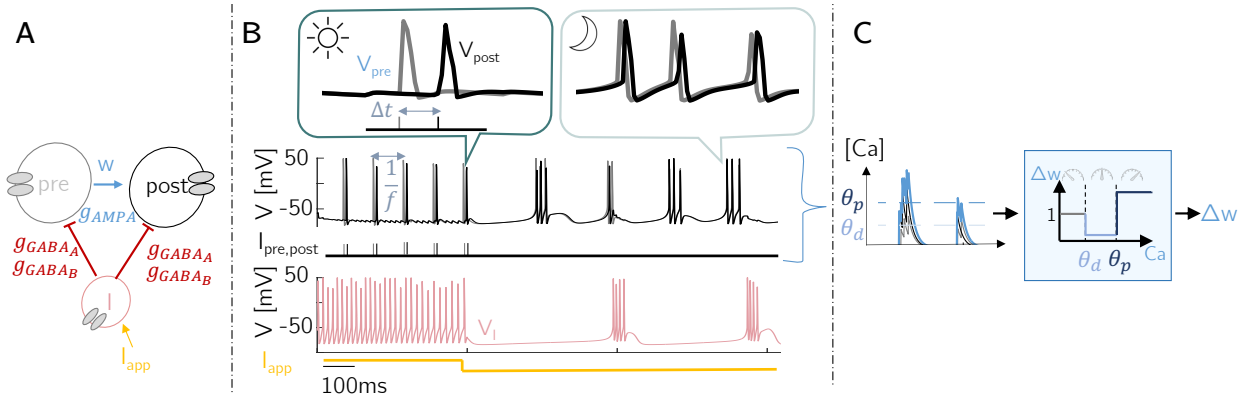 A
pre
w
post
g_AMPA
g_GABA_A
g_GABA_B
g_GABA_A
g_GABA_B
I
I_app
B
V_pre
V_post
Δt
V [mV]
50
-50
1/f
I_pre,post
V [mV]
50
-50
V_I
I_app
100ms
C
[Ca]
θ_p
θ_d
Δw
1
θ_d
θ_p
Ca
Δw